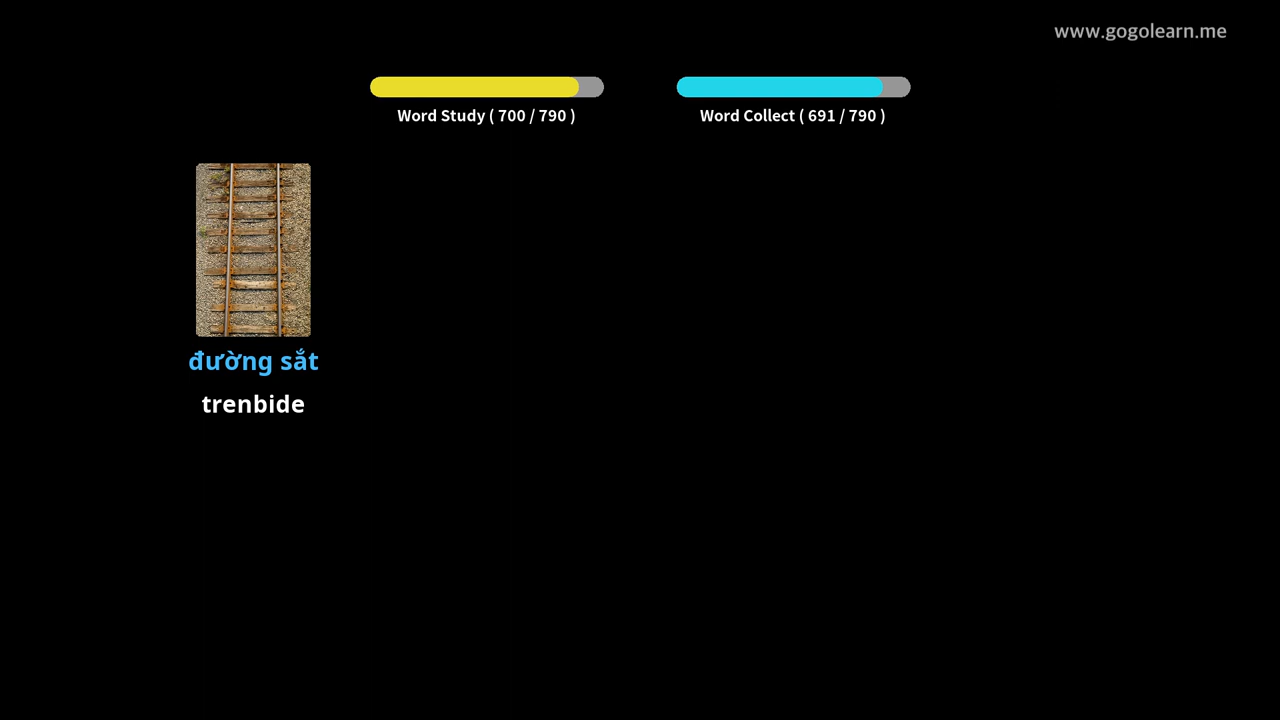 www.gogolearn.me
Word Study ( 700 / 790 )
Word Collect ( 691 / 790 )
đường sắt
trenbide